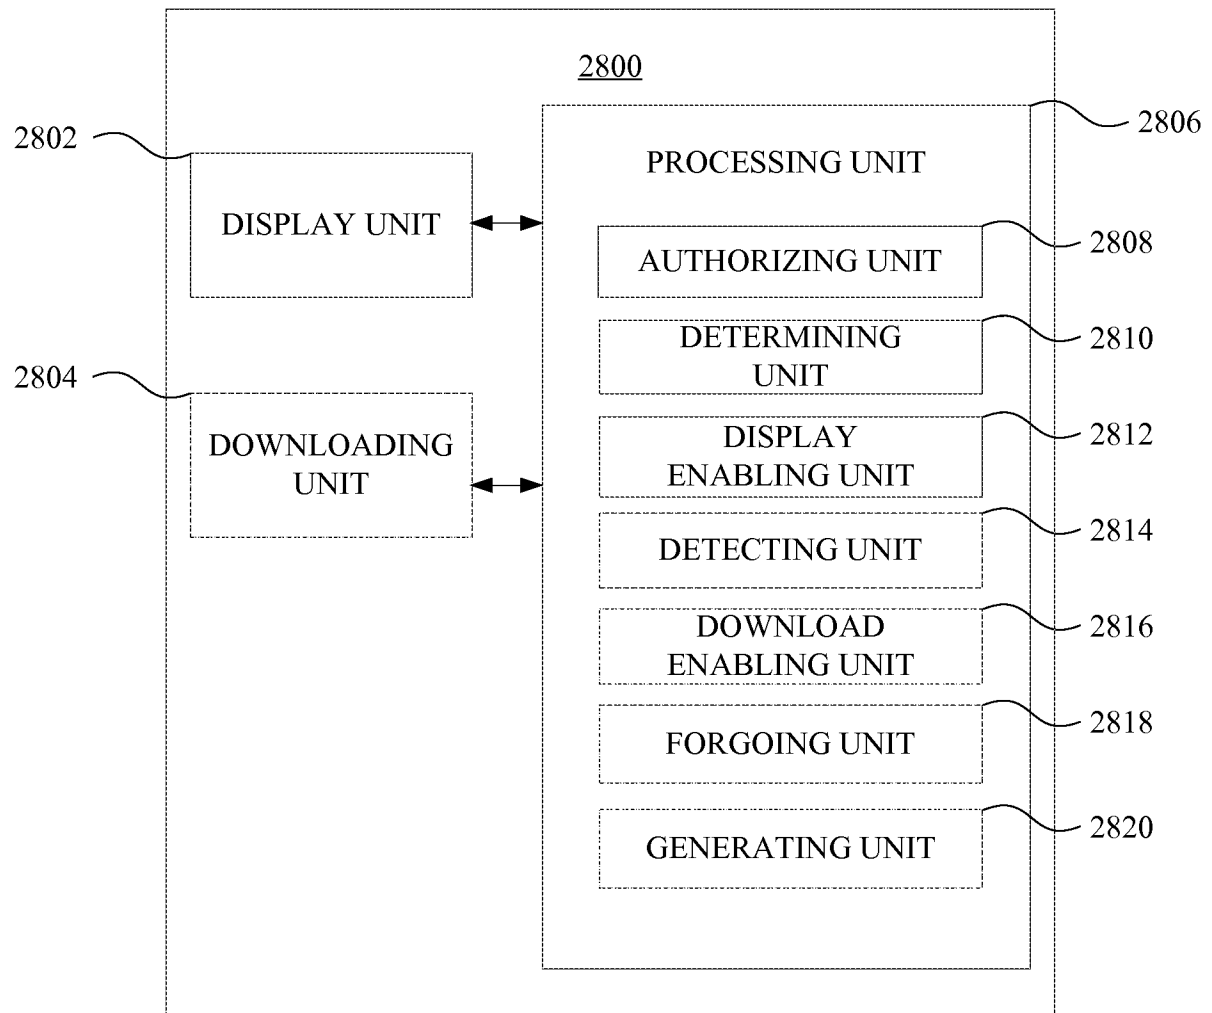 2800
2802
DISPLAY UNIT
2804
DOWNLOADING
UNIT
2806
PROCESSING UNIT
AUTHORIZING UNIT
2808
DETERMINING
UNIT
2810
DISPLAY
ENABLING UNIT
2812
DETECTING UNIT
2814
DOWNLOAD
ENABLING UNIT
2816
FORGOING UNIT
2818
GENERATING UNIT
2820